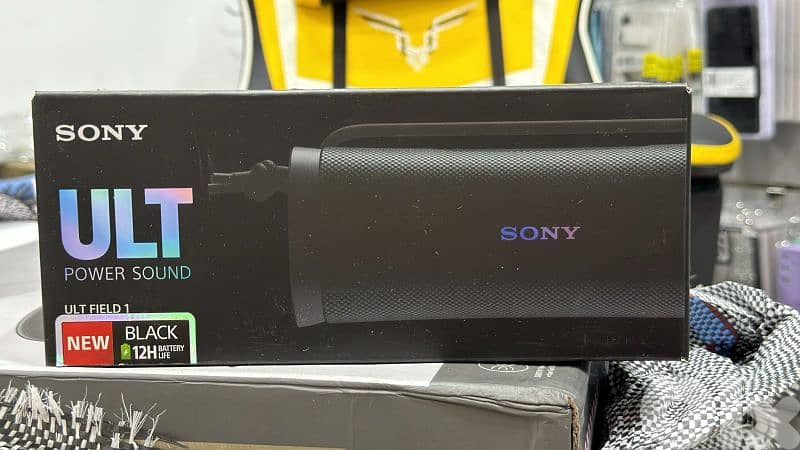 SONY
ULT
POWER SOUND
ULT FIELD 1
NEW
BLACK
12H BATTERY LIFE
SONY